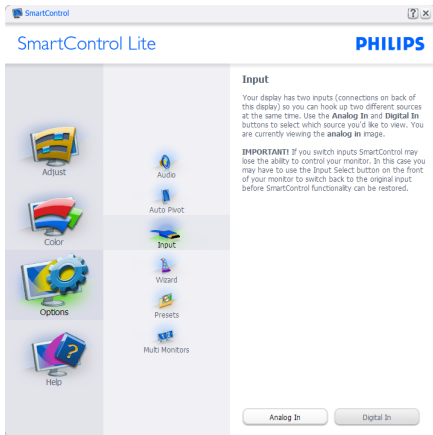 SmartControl
SmartControl Lite
PHILIPS
Adjust
Color
Options
Help
Audio
Auto Pivot
Input
Wizard
Presets
Multi Monitors
Input
Your display has two inputs (connections on back of
this display) so you can hook up two different sources
at the same time. Use the Analog In and Digital In
buttons to select which source you'd like to view. You
are currently viewing the analog in image.
IMPORTANT! If you switch inputs SmartControl may
lose the ability to control your monitor. In this case you
may have to use the Input Select button on the front
of your monitor to switch back to the original input
before SmartControl functionality can be restored.
Analog In
Digital In